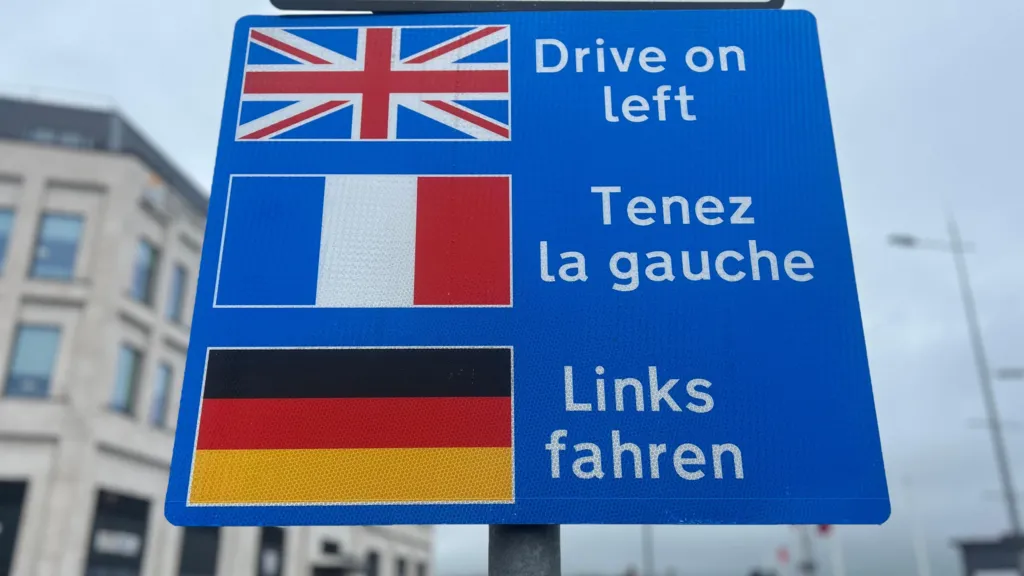 Drive on
left
Tenez
la gauche
Links
fahren